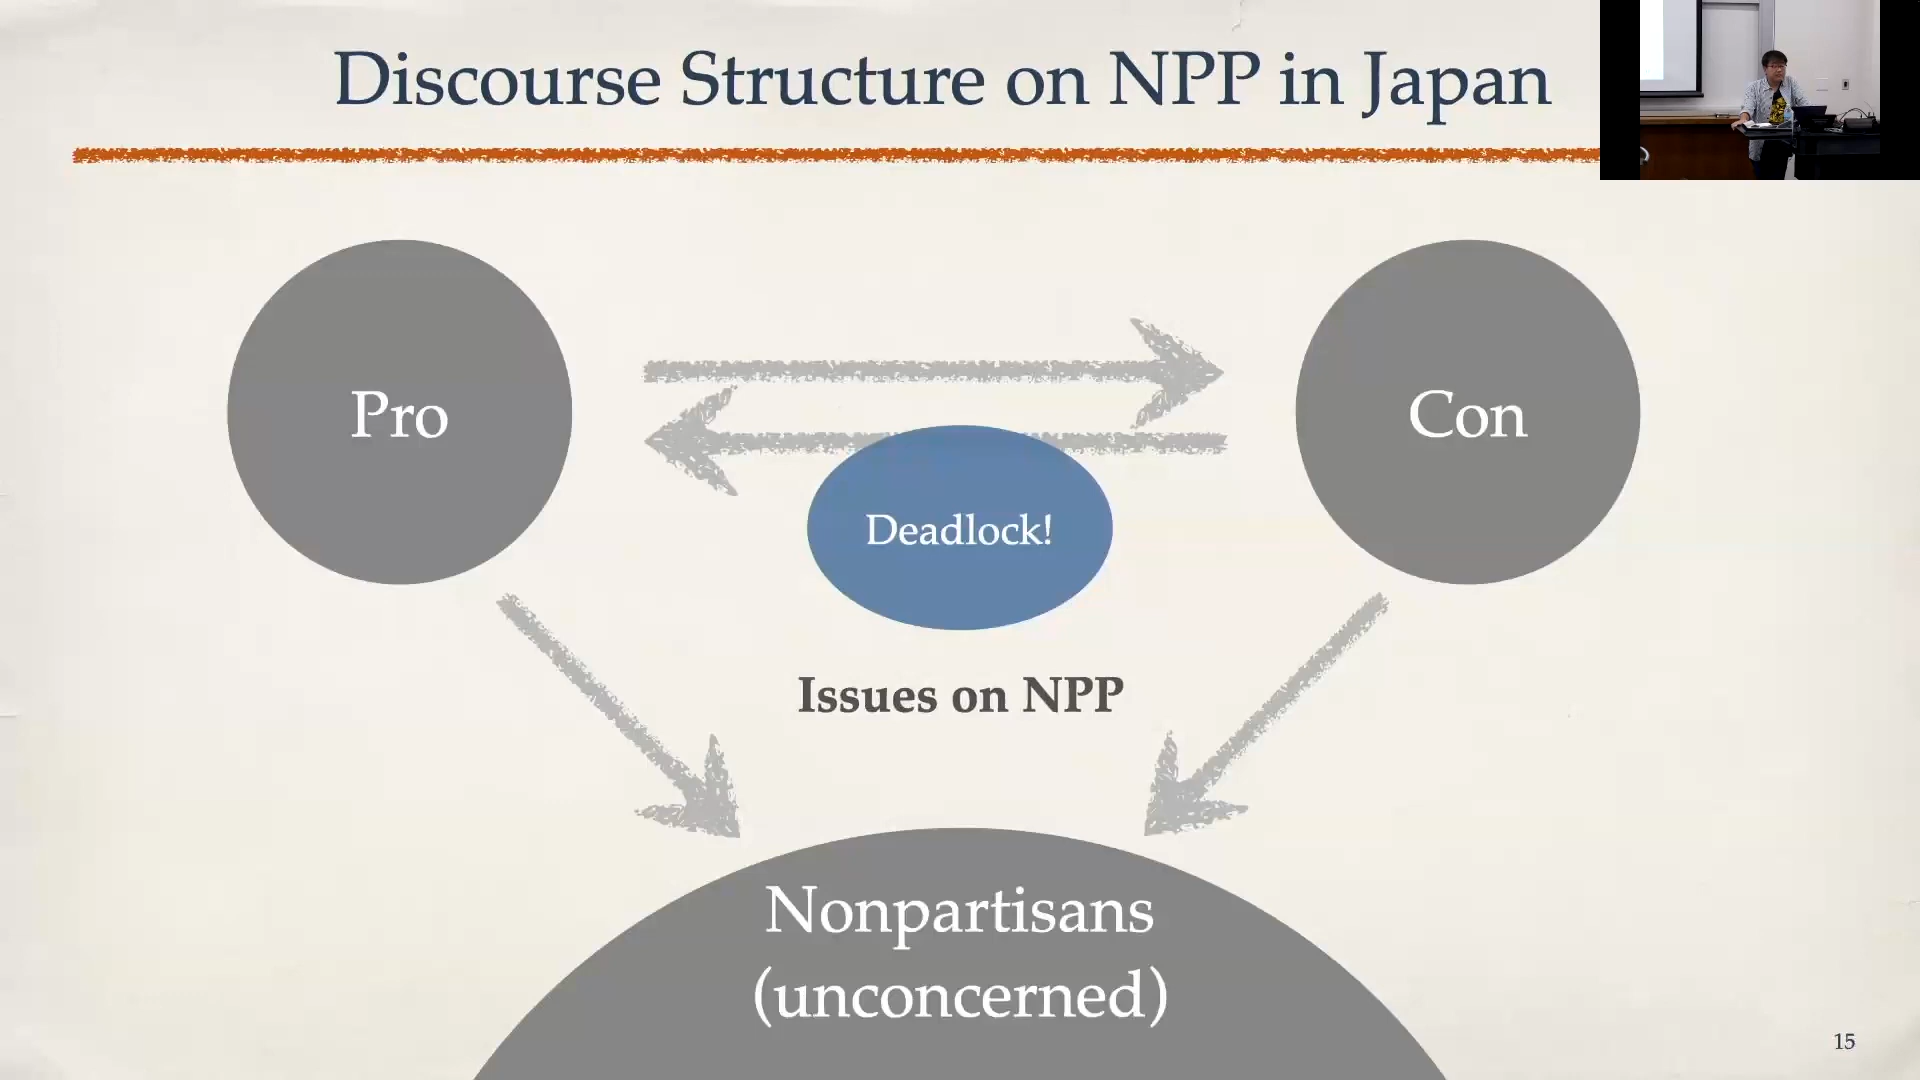 Discourse Structure on NPP in Japan
Pro
Con
Deadlock!
Issues on NPP
Nonpartisans
(unconcerned)
15